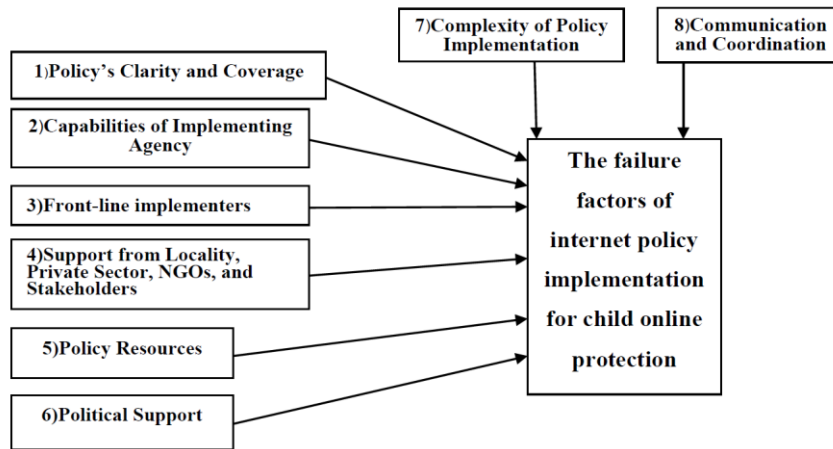 7)Complexity of Policy
Implementation
8)Communication
and Coordination
1)Policy's Clarity and Coverage
2)Capabilities of Implementing
Agency
3)Front-line implementers
4)Support from Locality,
Private Sector, NGOs, and
Stakeholders
5)Policy Resources
6)Political Support
The failure
factors of
internet policy
implementation
for child online
protection